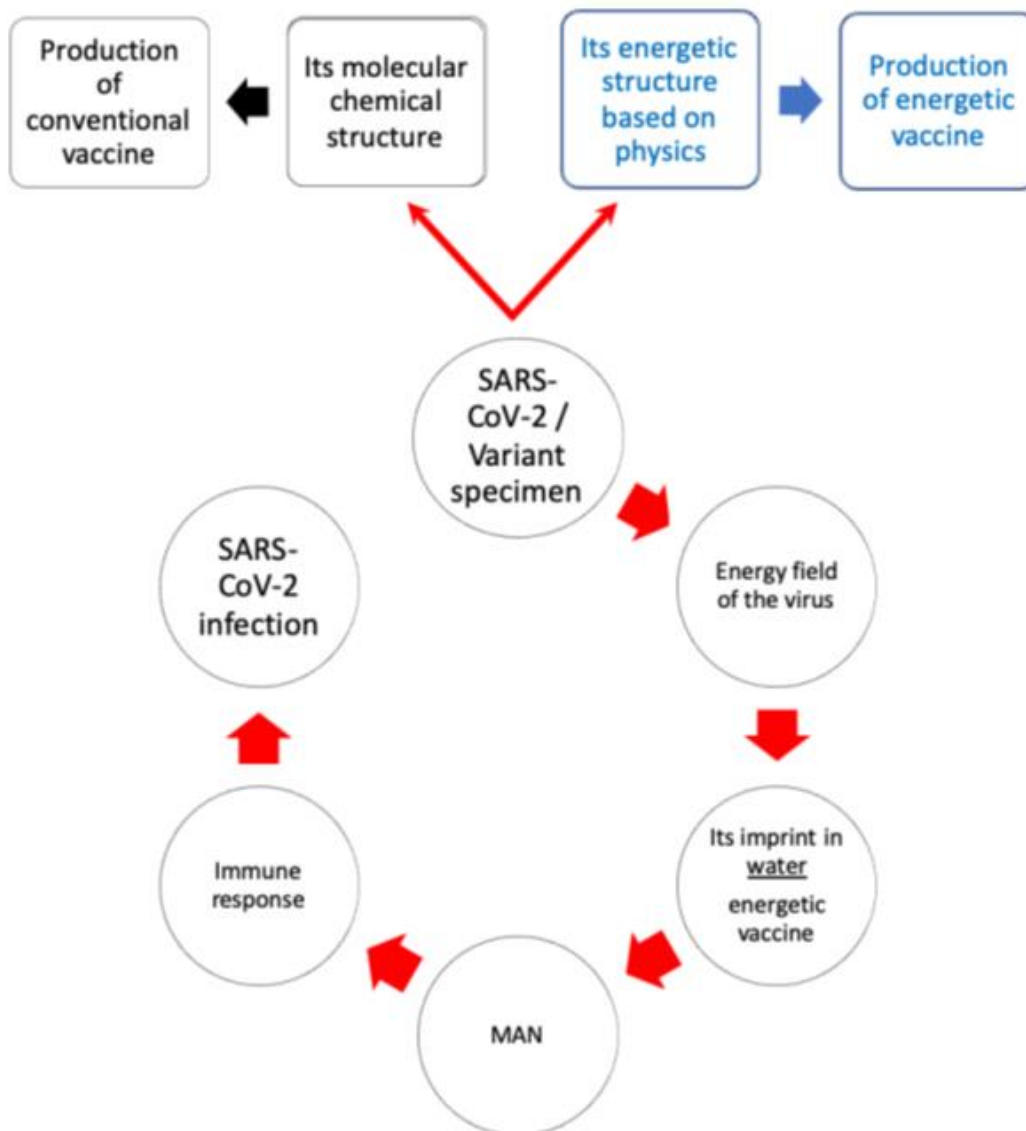 Production
of
conventional
vaccine
Its molecular
chemical
structure
Its energetic
structure
based on
physics
Production
of energetic
vaccine
SARS-
CoV-2 /
Variant
specimen
Energy field
of the virus
Its imprint in
water
energetic
vaccine
MAN
Immune
response
SARS-
CoV-2
infection